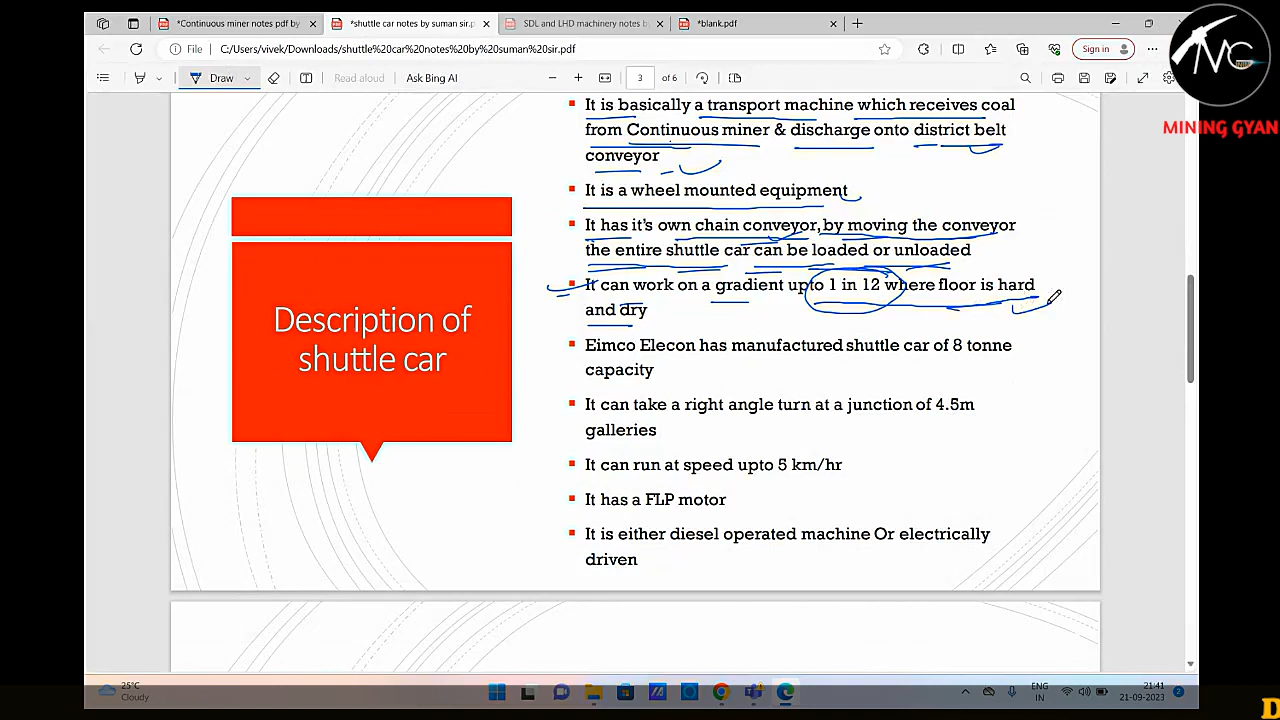 *Continuous miner notes pdf by
*shuttle car notes by suman sir.p
SDL and LHD machinery notes b
*blank.pdf
File
C:/Users/vivek/Downloads/shuttle%20car%20notes%20by%20suman%20sir.pdf
Sign in
Draw
Read aloud
Ask Bing AI
3
of 6
MG
MINING GYAN
It is basically a transport machine which receives coal
from Continuous miner & discharge onto district belt
conveyor
It is a wheel mounted equipment
It has it's own chain conveyor,by moving the conveyor
the entire shuttle car can be loaded or unloaded
It can work on a gradient upto 1 in 12 where floor is hard
and dry
Description of
shuttle car
Eimco Elecon has manufactured shuttle car of 8 tonne
capacity
It can take a right angle turn at a junction of 4.5m
galleries
It can run at speed upto 5 km/hr
It has a FLP motor
It is either diesel operated machine Or electrically
driven
25°C
Cloudy
ENG
IN
21:41
21-09-2023
2
D